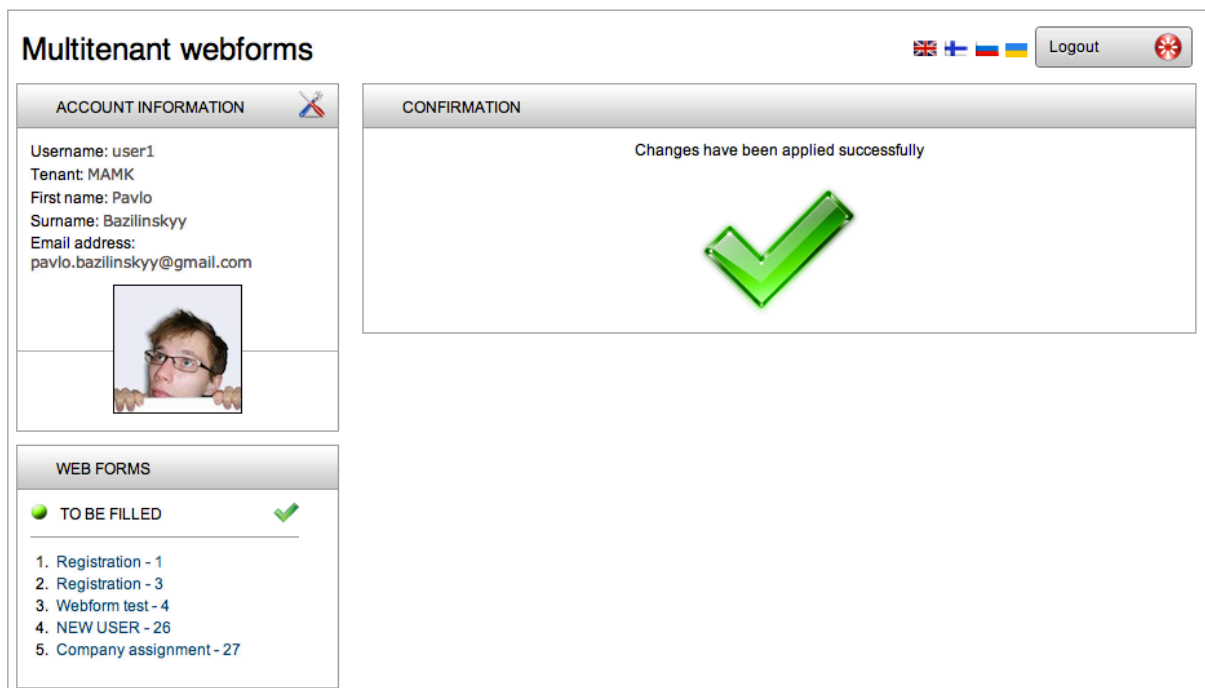 Multitenant webforms
Logout
ACCOUNT INFORMATION
Username: user1
Tenant: MAMK
First name: Pavlo
Surname: Bazilinskyy
Email address:
pavlo.bazilinskyy@gmail.com
CONFIRMATION
Changes have been applied successfully
WEB FORMS
TO BE FILLED
1. Registration - 1
2. Registration - 3
3. Webform test - 4
4. NEW USER - 26
5. Company assignment - 27